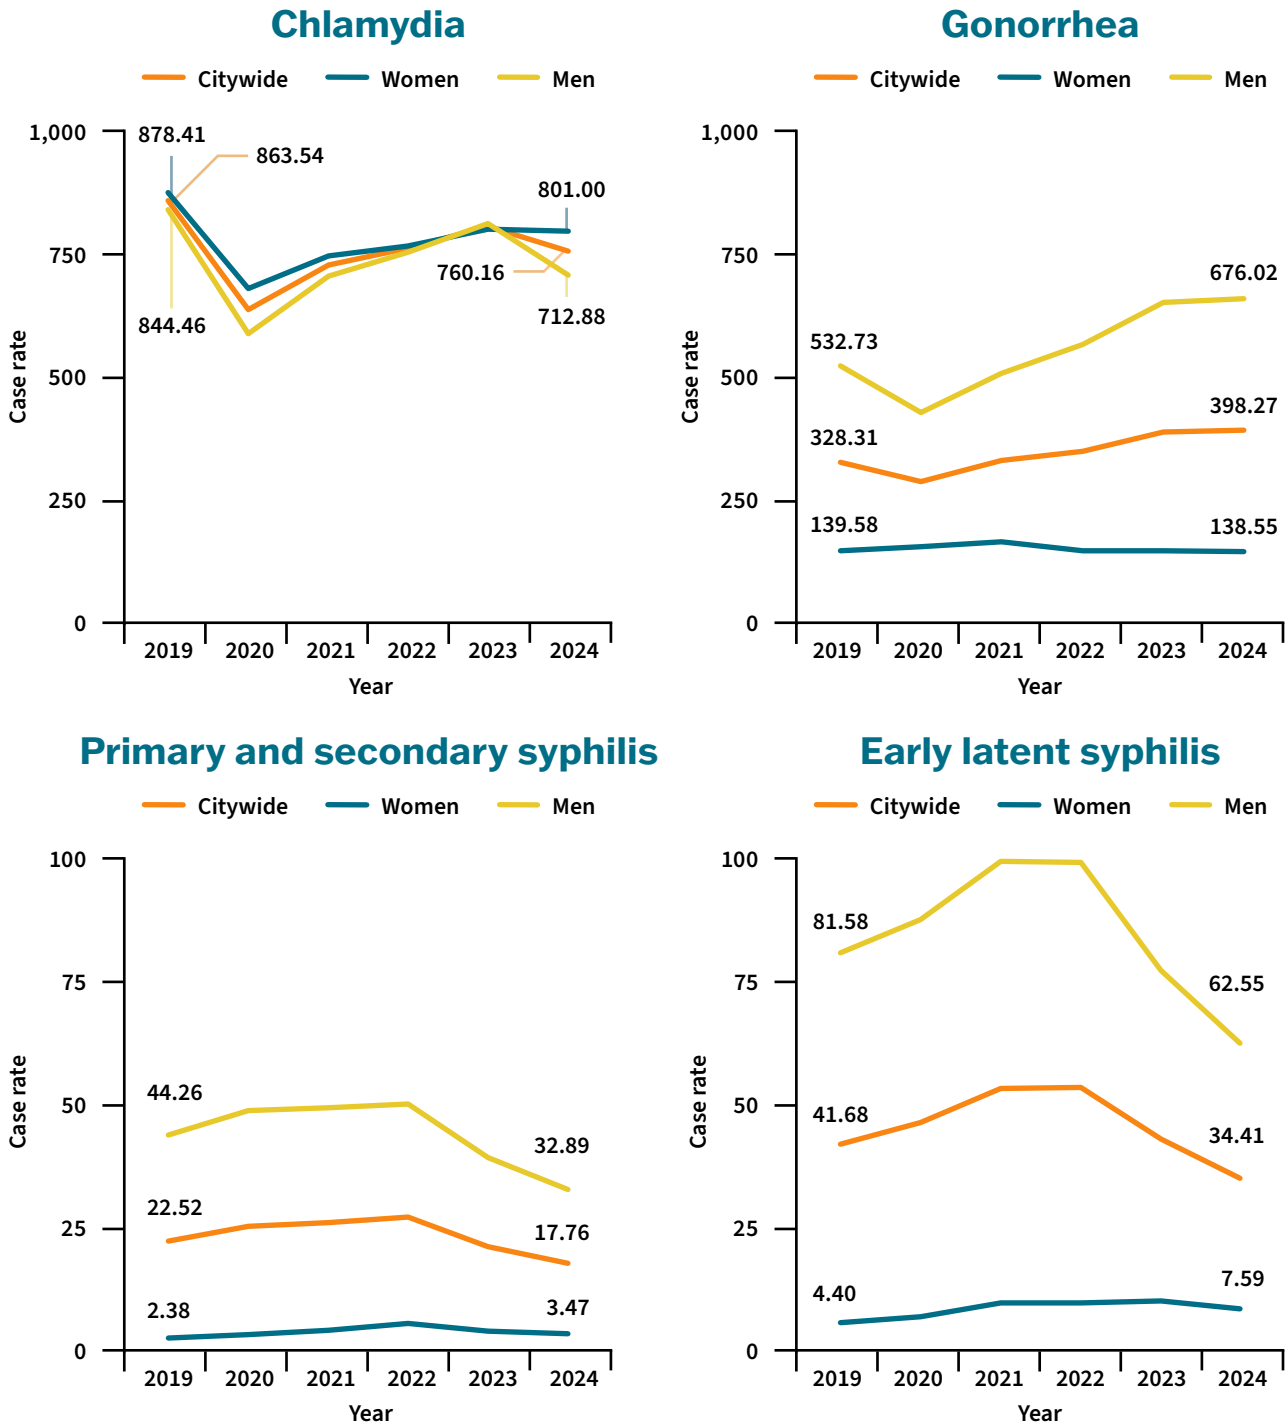 Chlamydia
Citywide Women Men
1,000
750
500
250
0
Case rate
878.41
863.54
844.46
801.00
760.16
712.88
2019 2020 2021 2022 2023 2024
Year
Gonorrhea
Citywide Women Men
1,000
750
500
250
0
Case rate
532.73
676.02
328.31
398.27
139.58
138.55
2019 2020 2021 2022 2023 2024
Year
Primary and secondary syphilis
Citywide Women Men
100
75
50
25
0
Case rate
44.26
32.89
22.52
17.76
2.38
3.47
2019 2020 2021 2022 2023 2024
Year
Early latent syphilis
Citywide Women Men
100
75
50
25
0
Case rate
81.58
62.55
41.68
34.41
4.40
7.59
2019 2020 2021 2022 2023 2024
Year